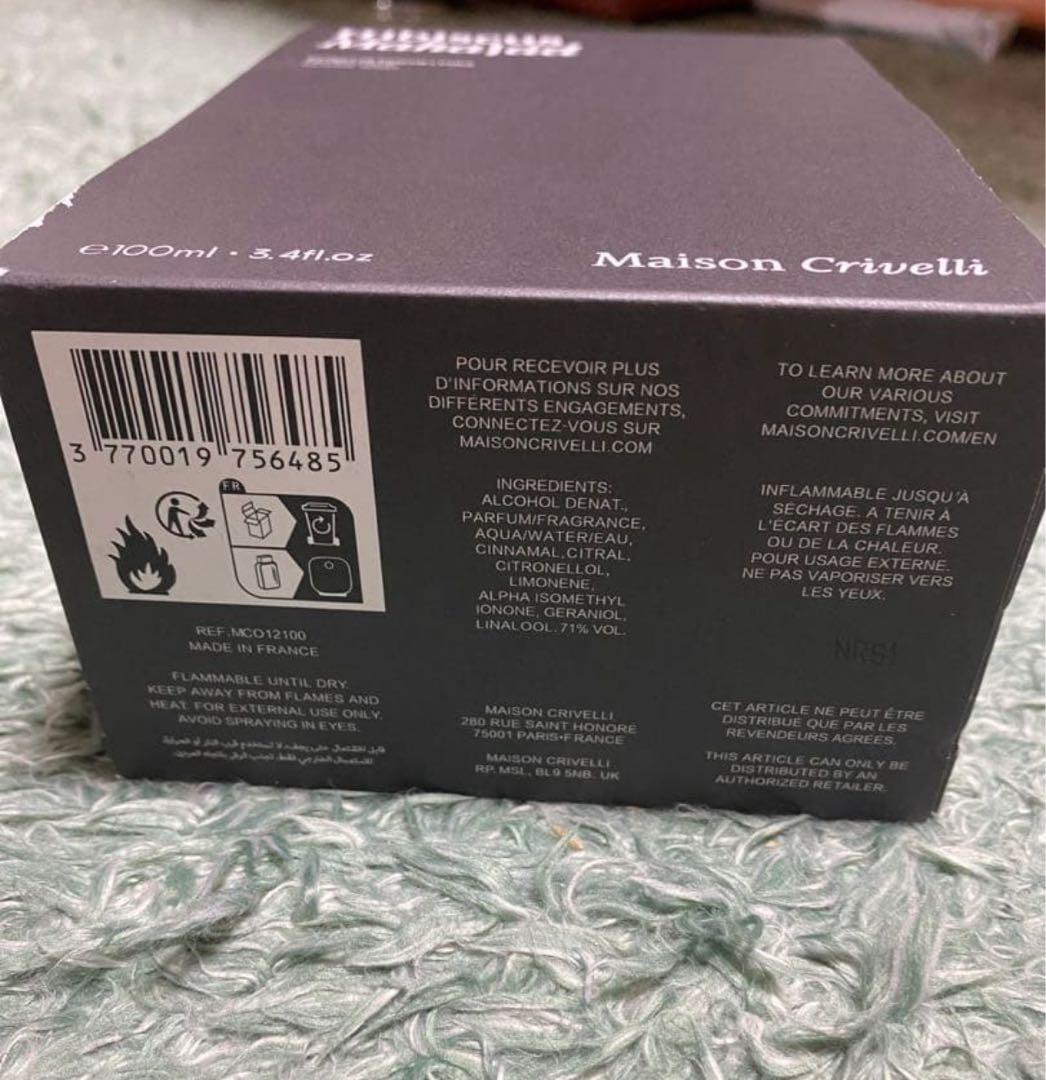 Hibiscus
Mahajád
e100ml · 3.4fl.oz
Maison Crivelli
3 770019 756485
FR
REF.MCO12100
MADE IN FRANCE
FLAMMABLE UNTIL DRY.
KEEP AWAY FROM FLAMES AND
HEAT. FOR EXTERNAL USE ONLY.
AVOID SPRAYING IN EYES.
POUR RECEVOIR PLUS
D'INFORMATIONS SUR NOS
DIFFÉRENTS ENGAGEMENTS,
CONNECTEZ-VOUS SUR
MAISONCRIVELLI.COM
INGREDIENTS:
ALCOHOL DENAT.,
PARFUM/FRAGRANCE,
AQUA/WATER/EAU,
CINNAMAL,CITRAL,
CITRONELLOL,
LIMONENE,
ALPHA ISOMETHYL
IONONE, GERANIOL,
LINALOOL. 71% VOL.
MAISON CRIVELLI
280 RUE SAINT HONORÉ
75001 PARIS•FRANCE
MAISON CRIVELLI
RP. MSL, BL9 5NB. UK
TO LEARN MORE ABOUT
OUR VARIOUS
COMMITMENTS, VISIT
MAISONCRIVELLI.COM/EN
INFLAMMABLE JUSQU'À
SÉCHAGE. A TENIR À
L'ÉCART DES FLAMMES
OU DE LA CHALEUR.
POUR USAGE EXTERNE.
NE PAS VAPORISER VERS
LES YEUX.
CET ARTICLE NE PEUT ÊTRE
DISTRIBUÉ QUE PAR LES
REVENDEURS AGRÉÉS.
THIS ARTICLE CAN ONLY BE
DISTRIBUTED BY AN
AUTHORIZED RETAILER.